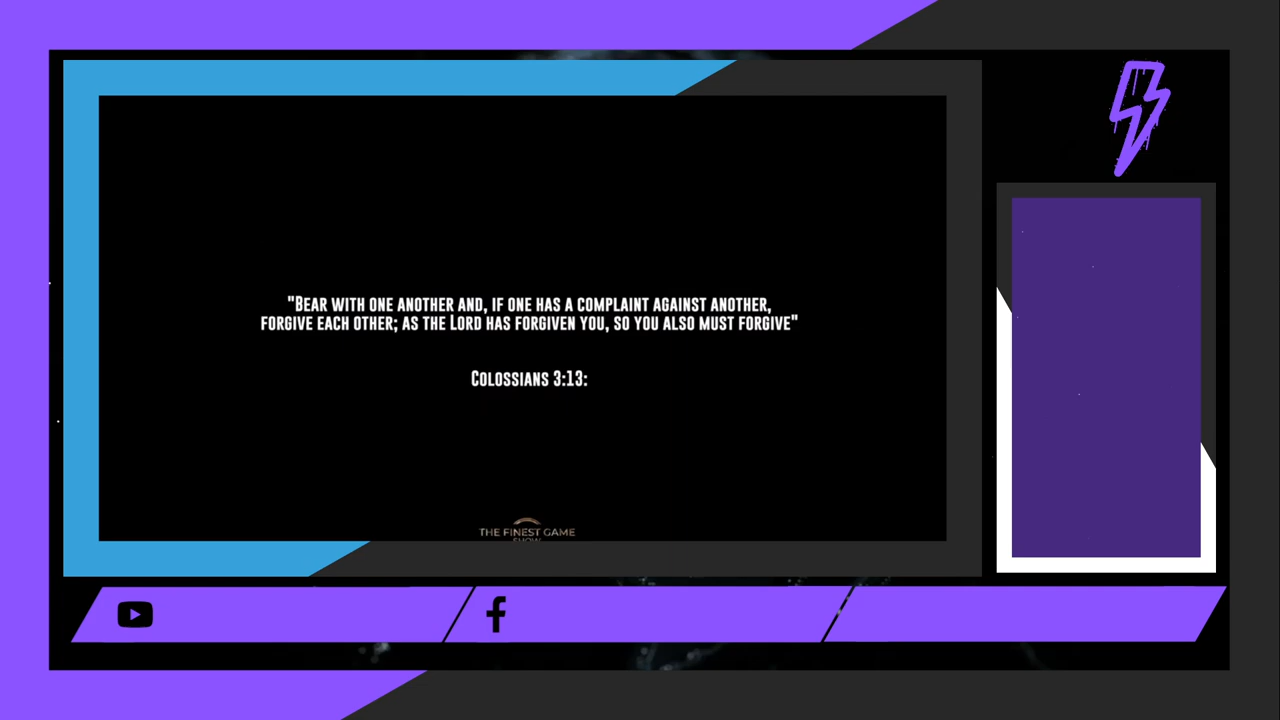 "Bear with one another and, if one has a complaint against another,
forgive each other; as the Lord has forgiven you, so you also must forgive"
Colossians 3:13:
THE FINEST GAME
SHOW